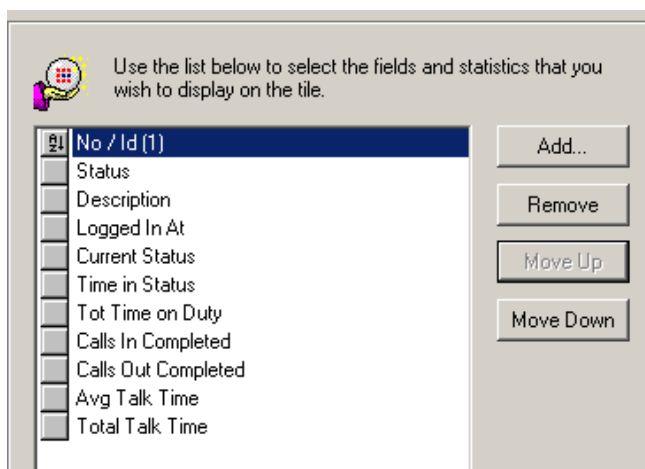 Use the list below to select the fields and statistics that you
wish to display on the tile.
No / Id (1)
Status
Description
Logged In At
Current Status
Time in Status
Tot Time on Duty
Calls In Completed
Calls Out Completed
Avg Talk Time
Total Talk Time
Add...
Remove
Move Up
Move Down